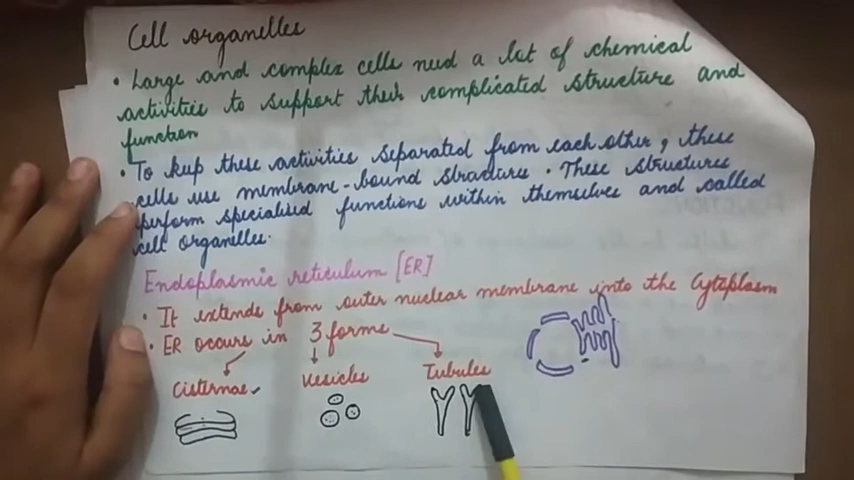 Cell organelles
• Large and complex cells need a lot of chemical
activities to support their complicated structure and
function
• To keep these activities separated from each other, these
cells use membrane-bound structures. These structures
perform specialised functions within themselves and called
cell organelles.
Endoplasmic reticulum [ER]
• It extends from outer nuclear membrane into the Cytoplasm
• ER occurs in 3 forms
Cisternae Vesicles Tubules